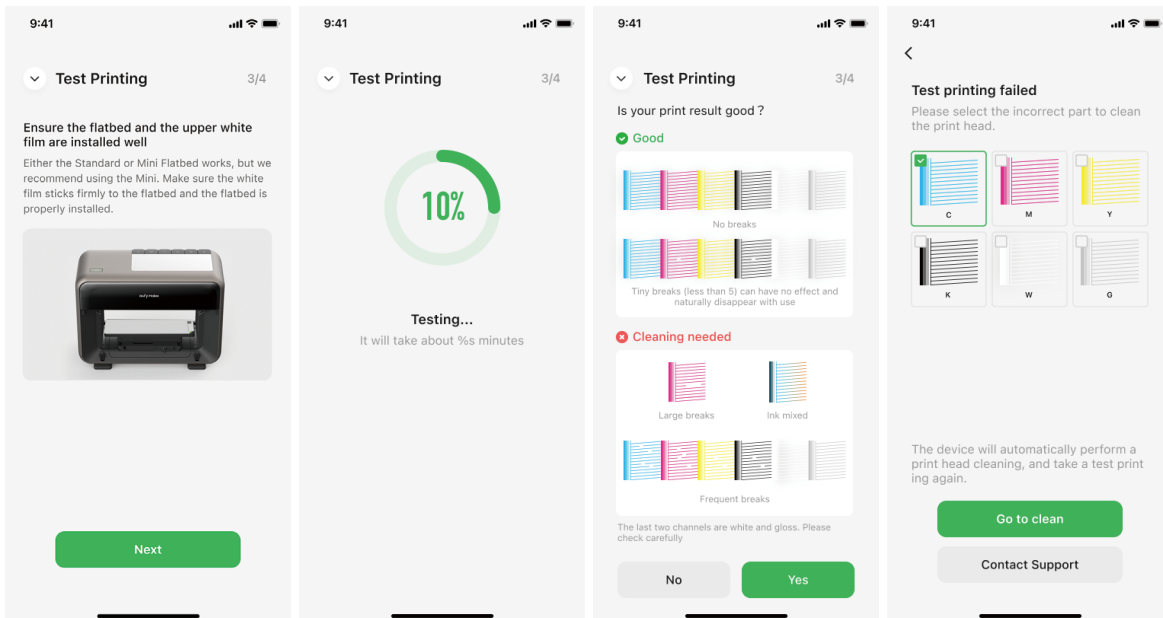 9:41
Test Printing
3/4
Ensure the flatbed and the upper white
film are installed well
Either the Standard or Mini Flatbed works, but we
recommend using the Mini. Make sure the white
film sticks firmly to the flatbed and the flatbed is
properly installed.
eufymake
Next
9:41
Test Printing
3/4
10%
Testing...
It will take about %s minutes
9:41
Test Printing
3/4
Is your print result good ?
Good
No breaks
Tiny breaks (less than 5) can have no effect and
naturally disappear with use
Cleaning needed
Large breaks
Ink mixed
Frequent breaks
The last two channels are white and gloss. Please
check carefully
No
Yes
9:41
Test printing failed
Please select the incorrect part to clean
the print head.
C
M
Y
K
W
G
The device will automatically perform a
print head cleaning, and take a test print
ing again.
Go to clean
Contact Support